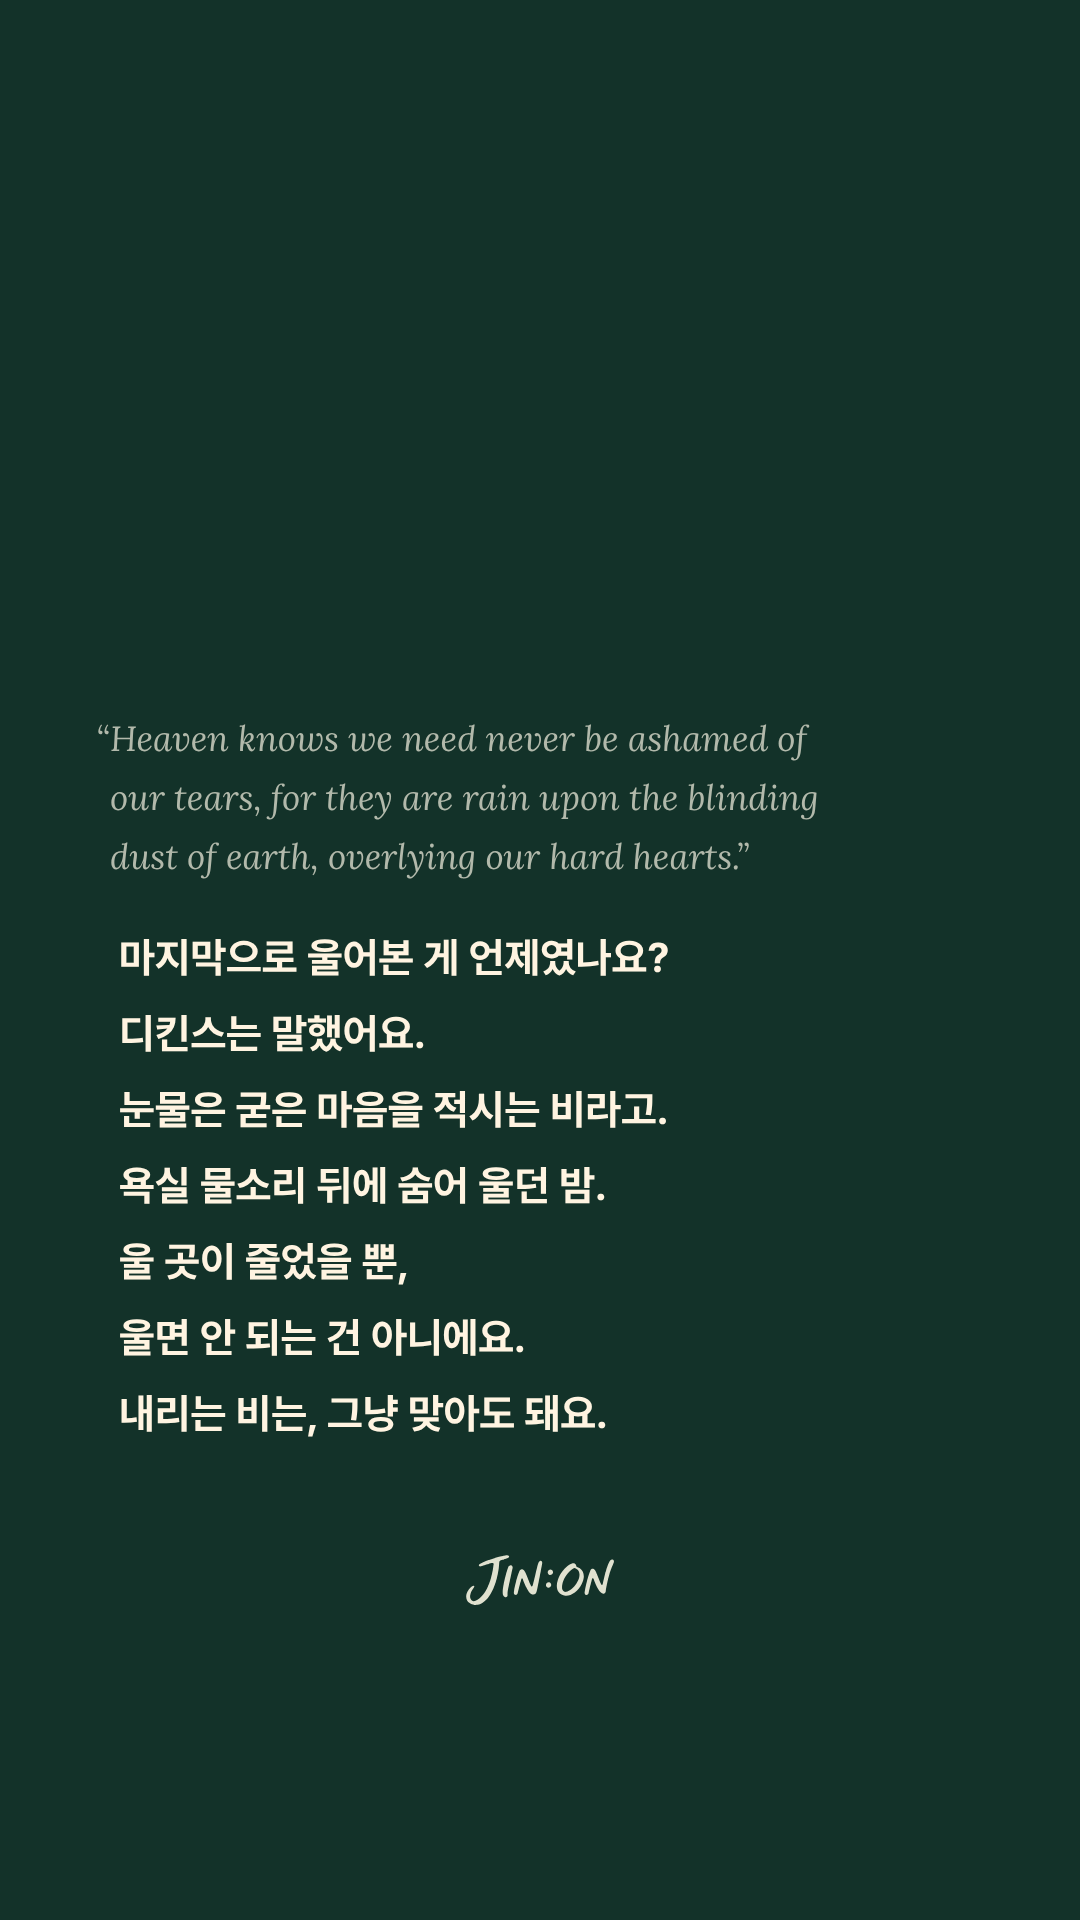 “Heaven knows we need never be ashamed of
our tears, for they are rain upon the blinding
dust of earth, overlying our hard hearts.”
마지막으로 울어본 게 언제였나요?
디킨스는 말했어요.
눈물은 굳은 마음을 적시는 비라고.
욕실 물소리 뒤에 숨어 울던 밤.
울 곳이 줄었을 뿐,
울면 안 되는 건 아니에요.
내리는 비는, 그냥 맞아도 돼요.
JIN:ON